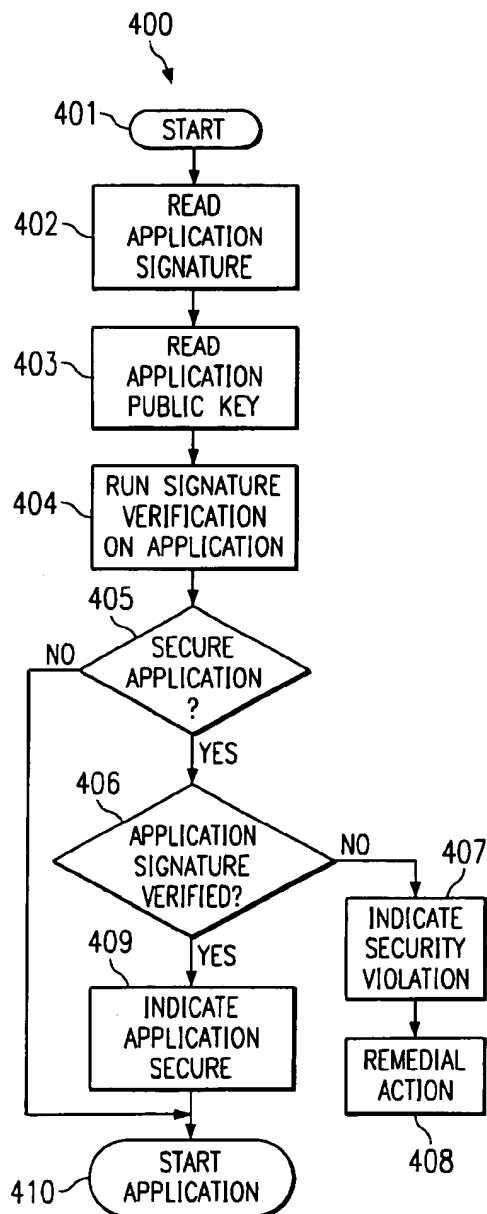 400
401
START
402
READ
APPLICATION
SIGNATURE
403
READ
APPLICATION
PUBLIC KEY
404
RUN SIGNATURE
VERIFICATION
ON APPLICATION
405
NO
SECURE
APPLICATION
?
YES
406
APPLICATION
SIGNATURE
VERIFIED?
NO
407
INDICATE
SECURITY
VIOLATION
YES
409
INDICATE
APPLICATION
SECURE
REMEDIAL
ACTION
408
410
START
APPLICATION